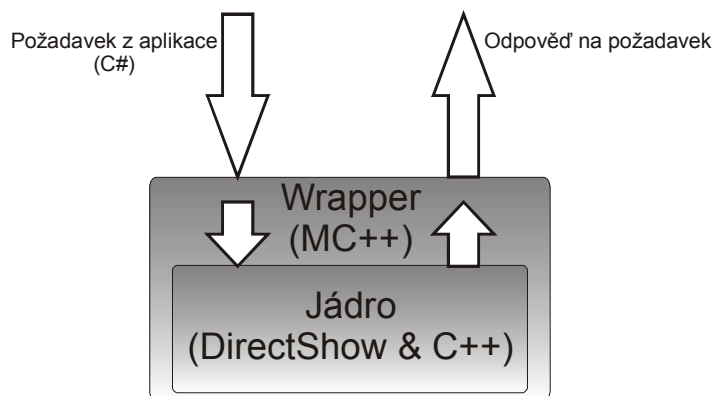 Požadavek z aplikace
(C#)
Odpověď na požadavek
Wrapper
(MC++)
Jádro
(DirectShow & C++)